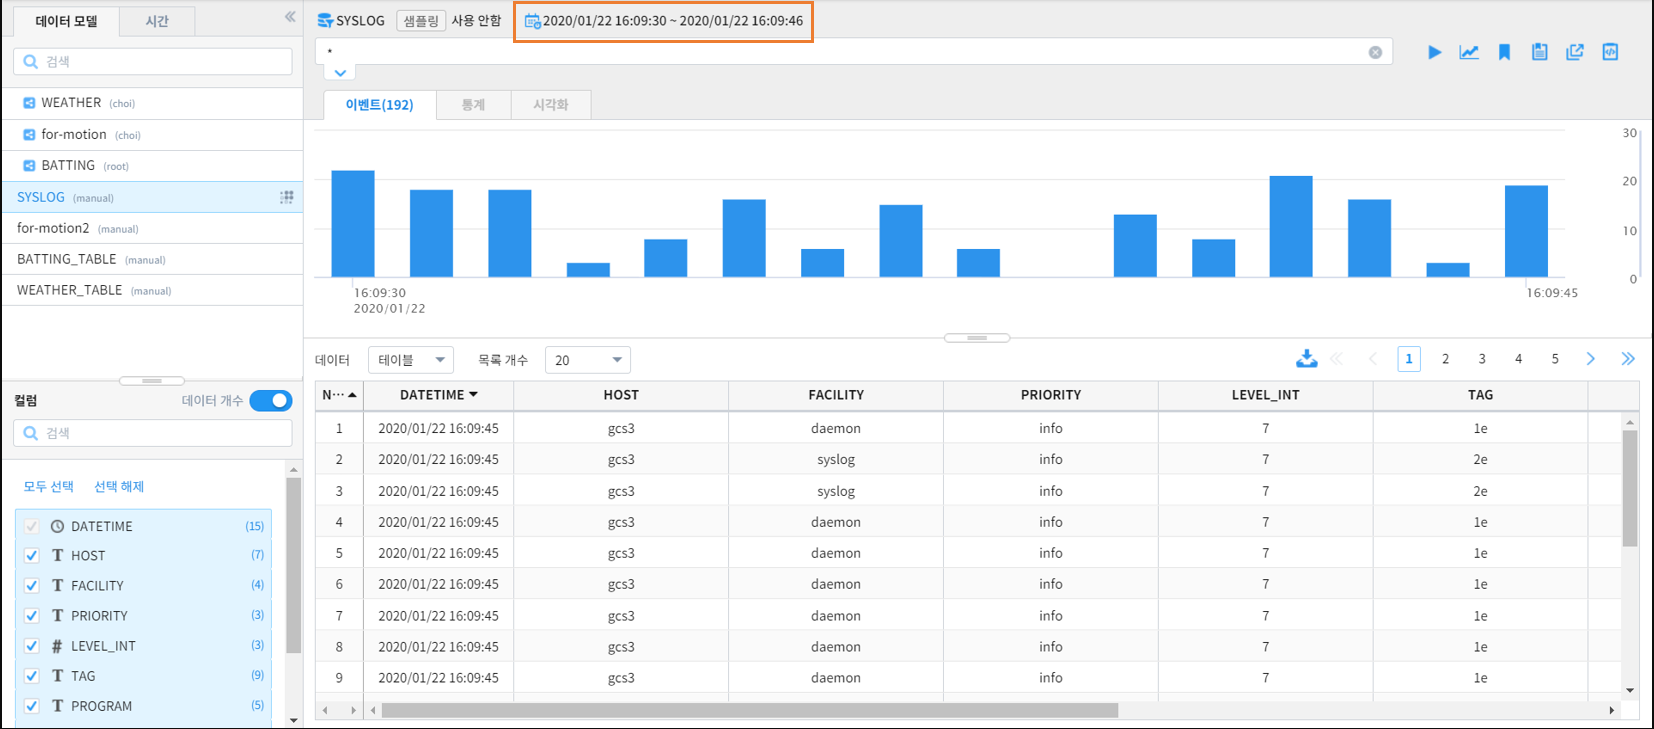 데이터 모델
시간
검색
WEATHER (choi)
for-motion (choi)
BATTING (root)
SYSLOG (manual)
for-motion2 (manual)
BATTING_TABLE (manual)
WEATHER_TABLE (manual)
컬럼
데이터 개수
검색
모두 선택 선택 해제
DATETIME (15)
HOST (7)
FACILITY (4)
PRIORITY (3)
LEVEL_INT (3)
TAG (9)
PROGRAM (5)
SYSLOG 샘플링 사용 안함 2020/01/22 16:09:30 ~ 2020/01/22 16:09:46
*
이벤트(192) 통계 시각화
30
20
10
0
16:09:30
2020/01/22
16:09:45
데이터 테이블 목록 개수 20 1 2 3 4 5
N··· DATETIME HOST FACILITY PRIORITY LEVEL_INT TAG
1 2020/01/22 16:09:45 gcs3 daemon info 7 1e
2 2020/01/22 16:09:45 gcs3 syslog info 7 2e
3 2020/01/22 16:09:45 gcs3 syslog info 7 2e
4 2020/01/22 16:09:45 gcs3 daemon info 7 1e
5 2020/01/22 16:09:45 gcs3 daemon info 7 1e
6 2020/01/22 16:09:45 gcs3 daemon info 7 1e
7 2020/01/22 16:09:45 gcs3 daemon info 7 1e
8 2020/01/22 16:09:45 gcs3 daemon info 7 1e
9 2020/01/22 16:09:45 gcs3 daemon info 7 1e